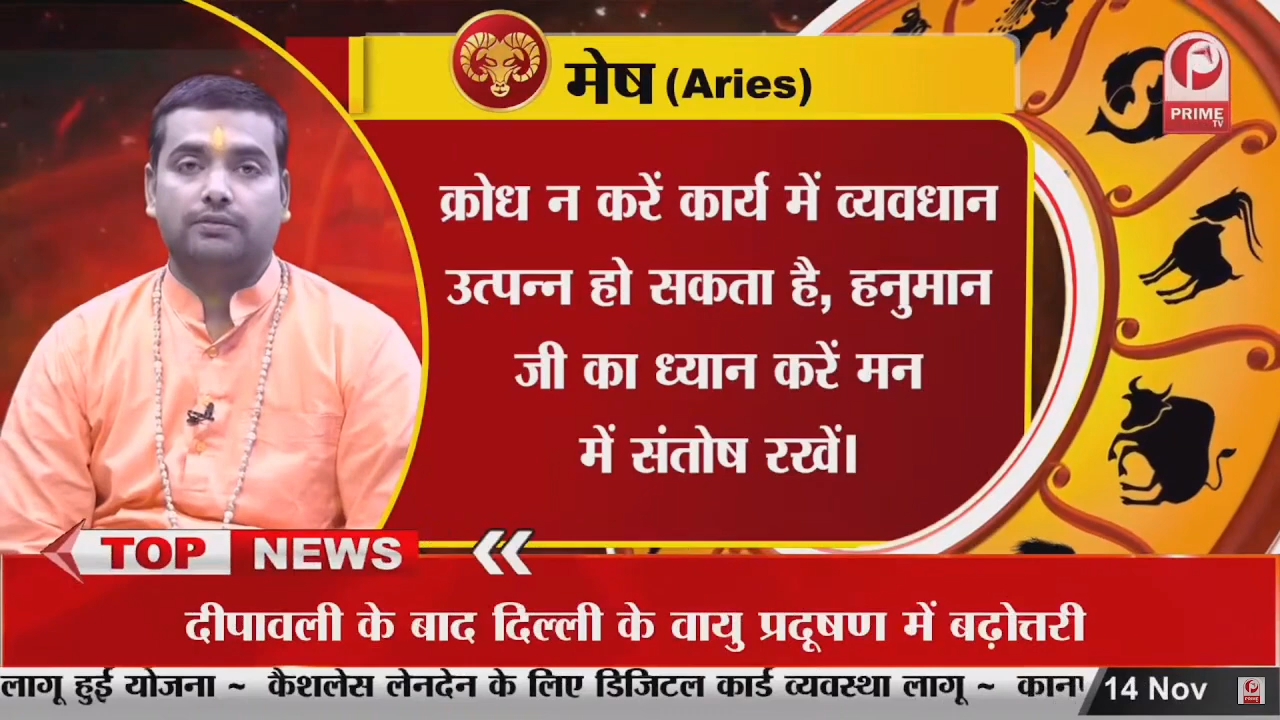 मेष (Aries)
PRIME
TV
क्रोध न करें कार्य में व्यवधान
उत्पन्न हो सकता है, हनुमान
जी का ध्यान करें मन
में संतोष रखें।
TOP NEWS
दीपावली के बाद दिल्ली के वायु प्रदूषण में बढ़ोत्तरी
लागू हुई योजना ~ कैशलेस लेनदेन के लिए डिजिटल कार्ड व्यवस्था लागू ~
14 Nov
PRIME